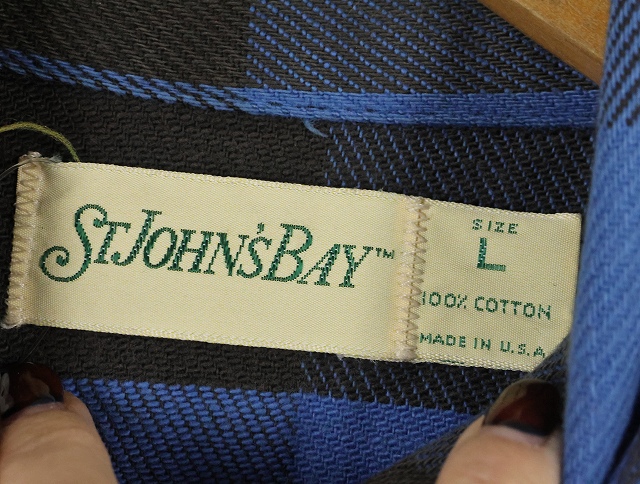 ST JOHN'S BAY™
SIZE
L
100% COTTON
MADE IN U.S.A